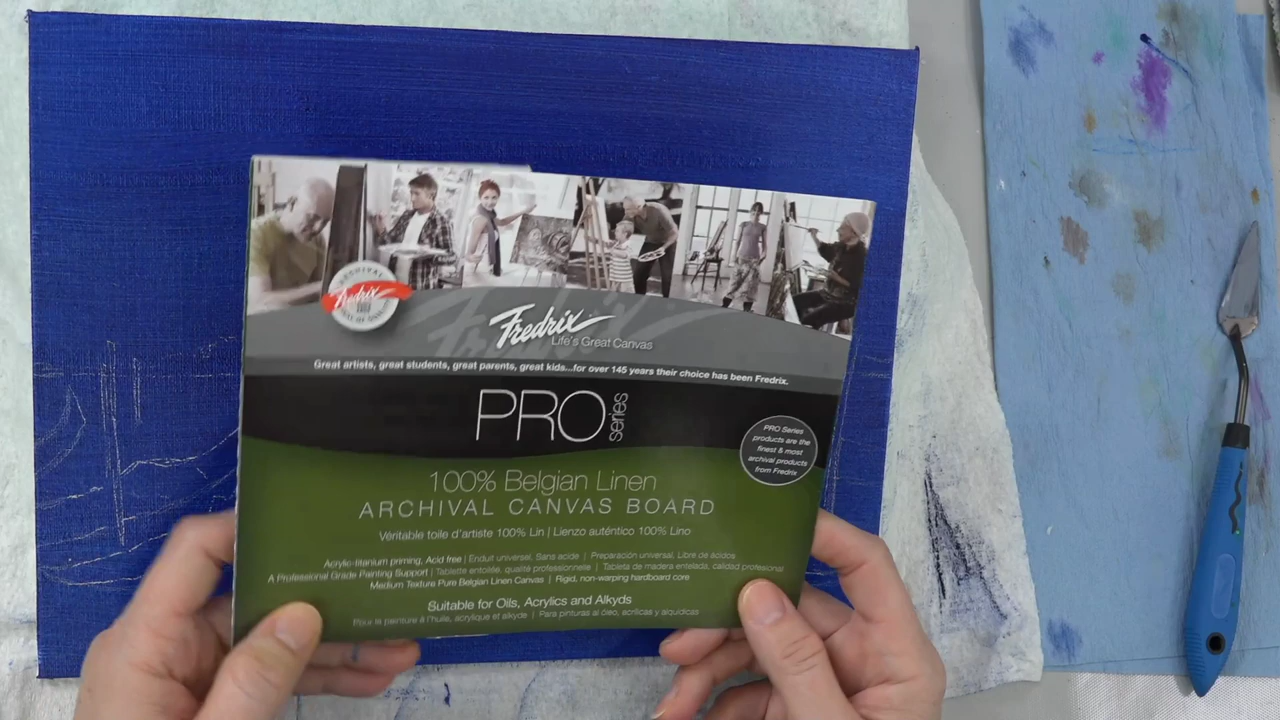 ARCHIVAL
Fredrix
Fredrix
Life's Great Canvas
Great artists, great students, great parents, great kids...for over 145 years their choice has been Fredrix.
PRO series
PRO Series
products are the
finest & most
archival products
from Fredrix
100% Belgian Linen
ARCHIVAL CANVAS BOARD
Véritable toile d'artiste 100% Lin | Lienzo auténtico 100% Lino
Acrylic-titanium priming, Acid free | Enduit universel, Sans acide | Preparación universal, Libre de ácidos
A Professional Grade Painting Support | Tablette entoilée, qualité professionnelle | Tableta de madera entelada, calidad profesional
Medium Texture Pure Belgian Linen Canvas | Rigid, non-warping hardboard core
Suitable for Oils, Acrylics and Alkyds
Pour la peinture à l'huile, acrylique et alkyde | Para pinturas al óleo, acrílicas y alquídicas